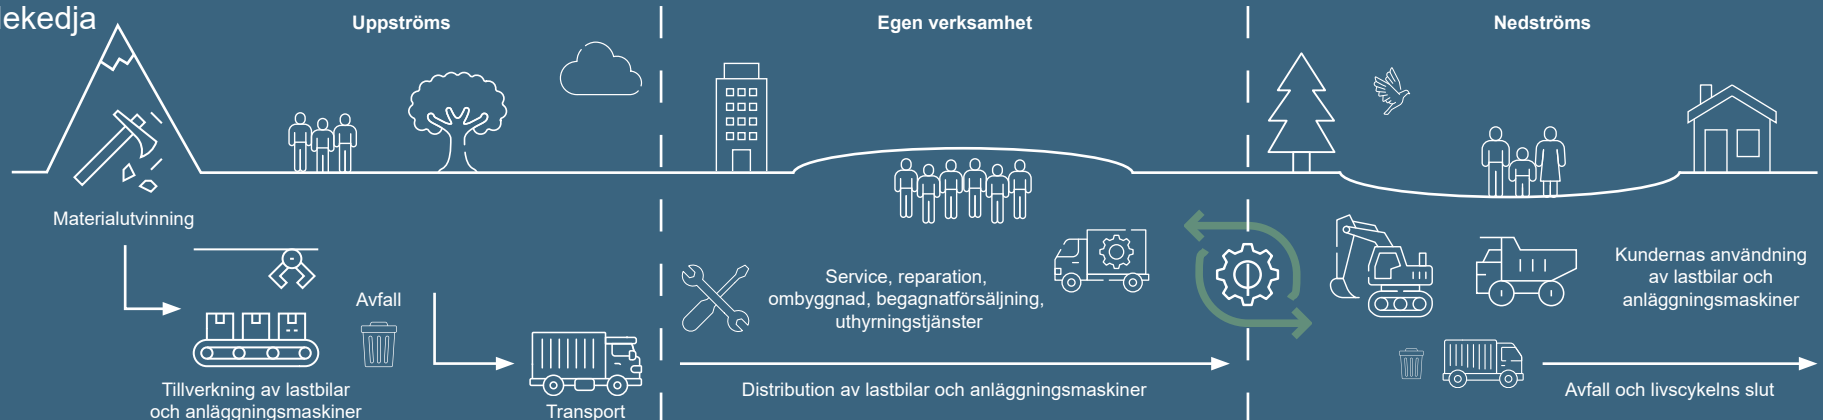 Uppströms
Egen verksamhet
Nedströms
Materialutvinning
Avfall
Tillverkning av lastbilar
och anläggningsmaskiner
Transport
Service, reparation,
ombyggnad, begagnatförsäljning,
uthyrningstjänster
Distribution av lastbilar och anläggningsmaskiner
Kundernas användning
av lastbilar och
anläggningsmaskiner
Avfall och livscykelns slut